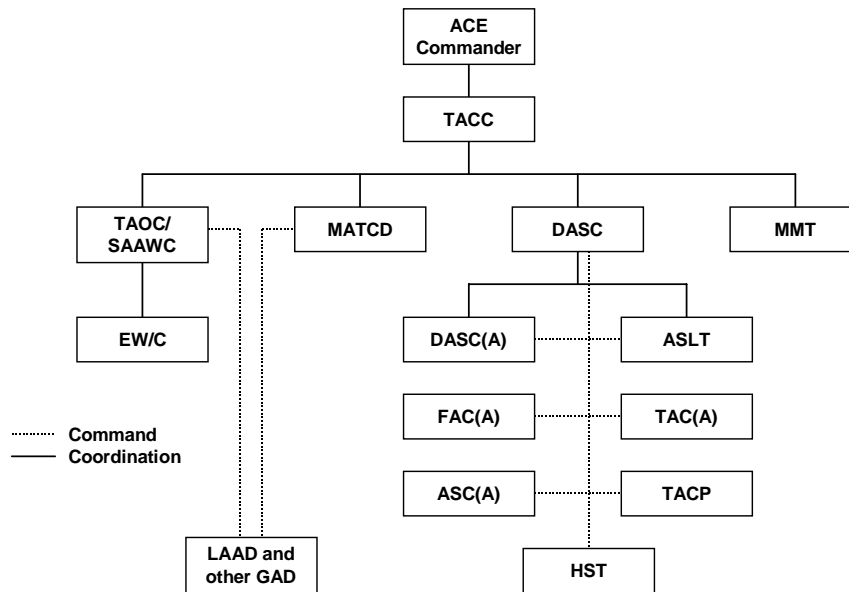 ACE
Commander
TACC
TAOC/
SAAWC
MATCD
DASC
MMT
EW/C
DASC(A)
ASLT
FAC(A)
TAC(A)
Command
Coordination
ASC(A)
TACP
LAAD and
other GAD
HST